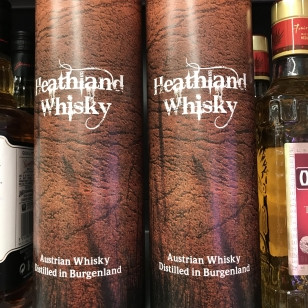 Heathland
Whisky
Austrian Whisky
Distilled in Burgenland
Heathland
Whisky
Austrian Whisky
Distilled in Burgenland